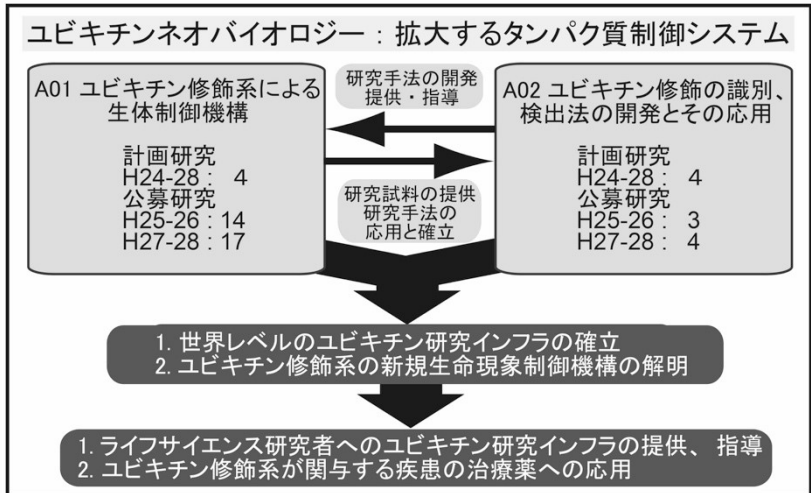 ユビキチンネオバイオロジー：拡大するタンパク質制御システム
A01 ユビキチン修飾系による
生体制御機構
計画研究
H24-28： 4
公募研究
H25-26：14
H27-28：17
研究手法の開発
提供・指導
研究試料の提供
研究手法の
応用と確立
A02 ユビキチン修飾の識別、
検出法の開発とその応用
計画研究
H24-28： 4
公募研究
H25-26： 3
H27-28： 4
1. 世界レベルのユビキチン研究インフラの確立
2. ユビキチン修飾系の新規生命現象制御機構の解明
1. ライフサイエンス研究者へのユビキチン研究インフラの提供、指導
2. ユビキチン修飾系が関与する疾患の治療薬への応用